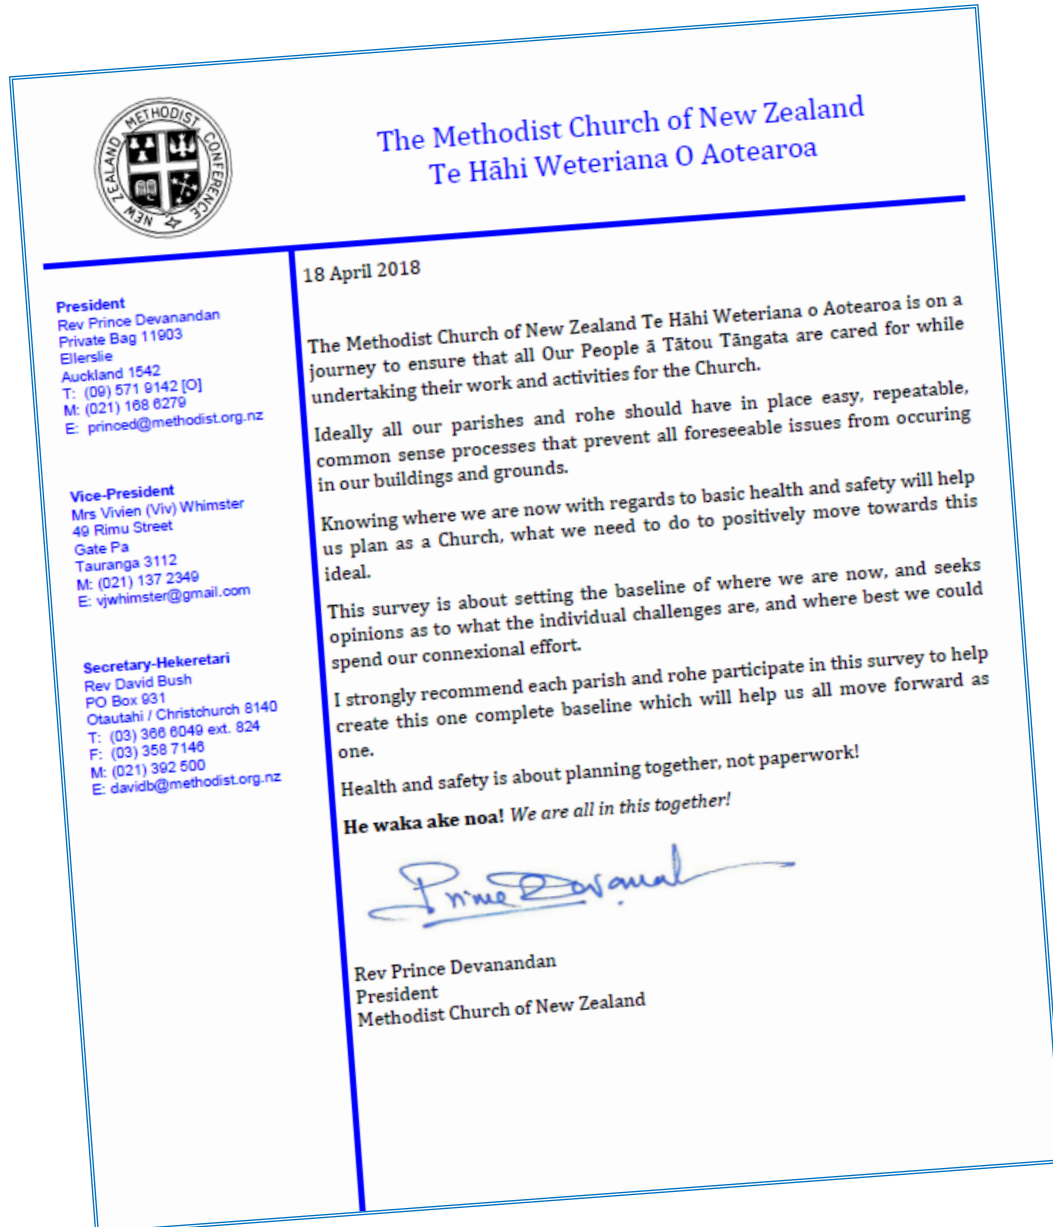 NEW ZEALAND METHODIST CONFERENCE
The Methodist Church of New Zealand
Te Hāhi Weteriana O Aotearoa
President
Rev Prince Devanandan
Private Bag 11903
Ellerslie
Auckland 1542
T: (09) 571 9142 [O]
M: (021) 168 6279
E: princed@methodist.org.nz
Vice-President
Mrs Vivien (Viv) Whimster
49 Rimu Street
Gate Pa
Tauranga 3112
M: (021) 137 2349
E: vjwhimster@gmail.com
Secretary-Hekeretari
Rev David Bush
PO Box 931
Otautahi / Christchurch 8140
T: (03) 366 6049 ext. 824
F: (03) 358 7146
M: (021) 392 500
E: davidb@methodist.org.nz
18 April 2018
The Methodist Church of New Zealand Te Hāhi Weteriana o Aotearoa is on a
journey to ensure that all Our People ā Tātou Tāngata are cared for while
undertaking their work and activities for the Church.
Ideally all our parishes and rohe should have in place easy, repeatable,
common sense processes that prevent all foreseeable issues from occuring
in our buildings and grounds.
Knowing where we are now with regards to basic health and safety will help
us plan as a Church, what we need to do to positively move towards this
ideal.
This survey is about setting the baseline of where we are now, and seeks
opinions as to what the individual challenges are, and where best we could
spend our connexional effort.
I strongly recommend each parish and rohe participate in this survey to help
create this one complete baseline which will help us all move forward as
one.
Health and safety is about planning together, not paperwork!
He waka ake noa! We are all in this together!
Rev Prince Devanandan
President
Methodist Church of New Zealand